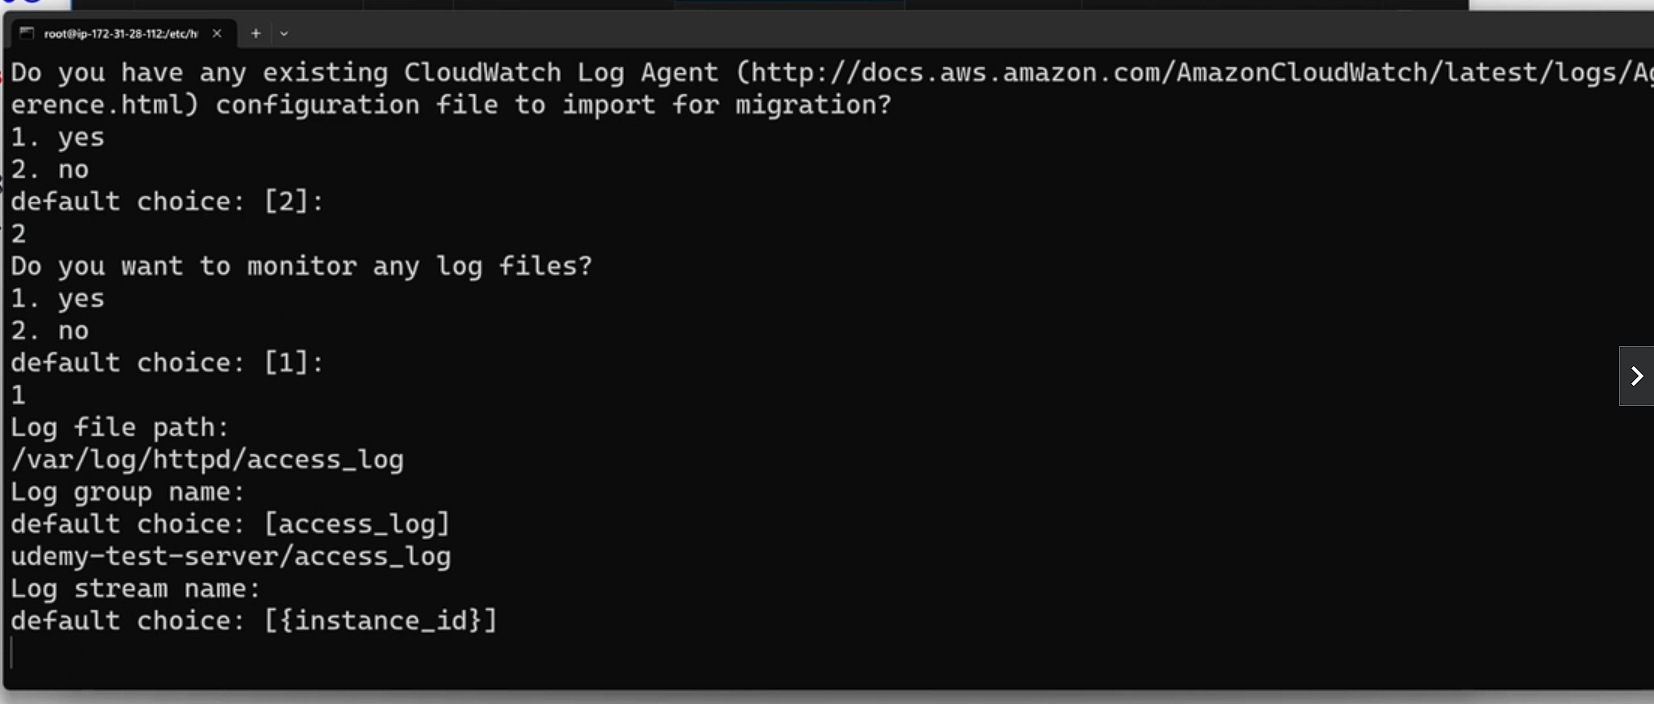 root@ip-172-31-28-112:/etc/h
Do you have any existing CloudWatch Log Agent (http://docs.aws.amazon.com/AmazonCloudWatch/latest/logs/Ag
erence.html) configuration file to import for migration?
1. yes
2. no
default choice: [2]:
2
Do you want to monitor any log files?
1. yes
2. no
default choice: [1]:
1
Log file path:
/var/log/httpd/access_log
Log group name:
default choice: [access_log]
udemy-test-server/access_log
Log stream name:
default choice: [{instance_id}]